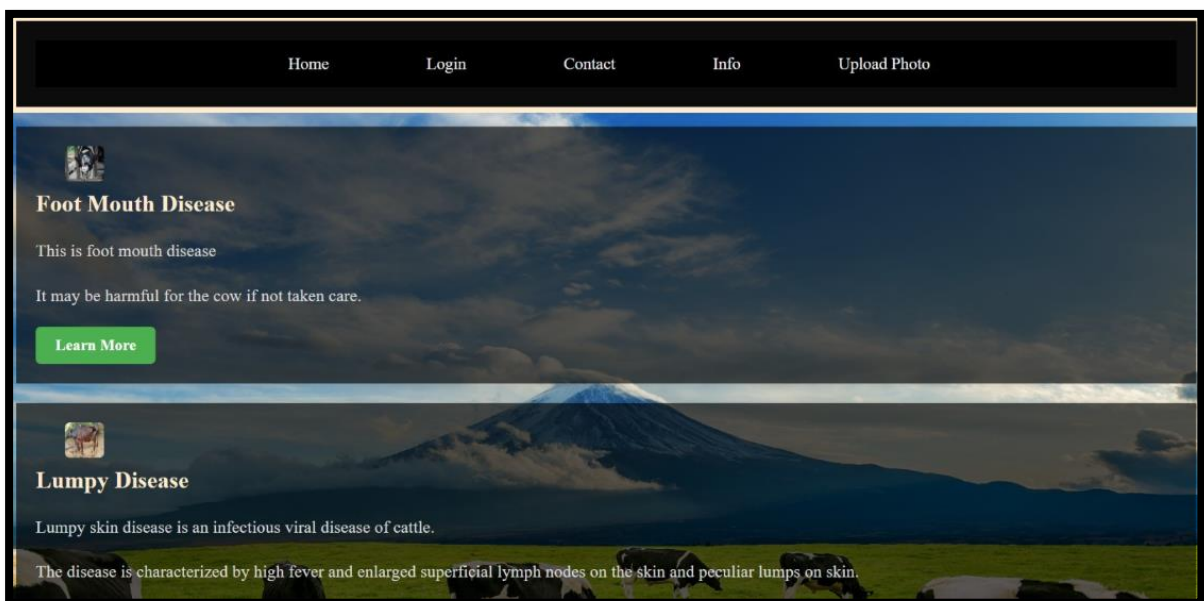 Home Login Contact Info Upload Photo
Foot Mouth Disease
This is foot mouth disease
It may be harmful for the cow if not taken care.
Learn More
Lumpy Disease
Lumpy skin disease is an infectious viral disease of cattle.
The disease is characterized by high fever and enlarged superficial lymph nodes on the skin and peculiar lumps on skin.